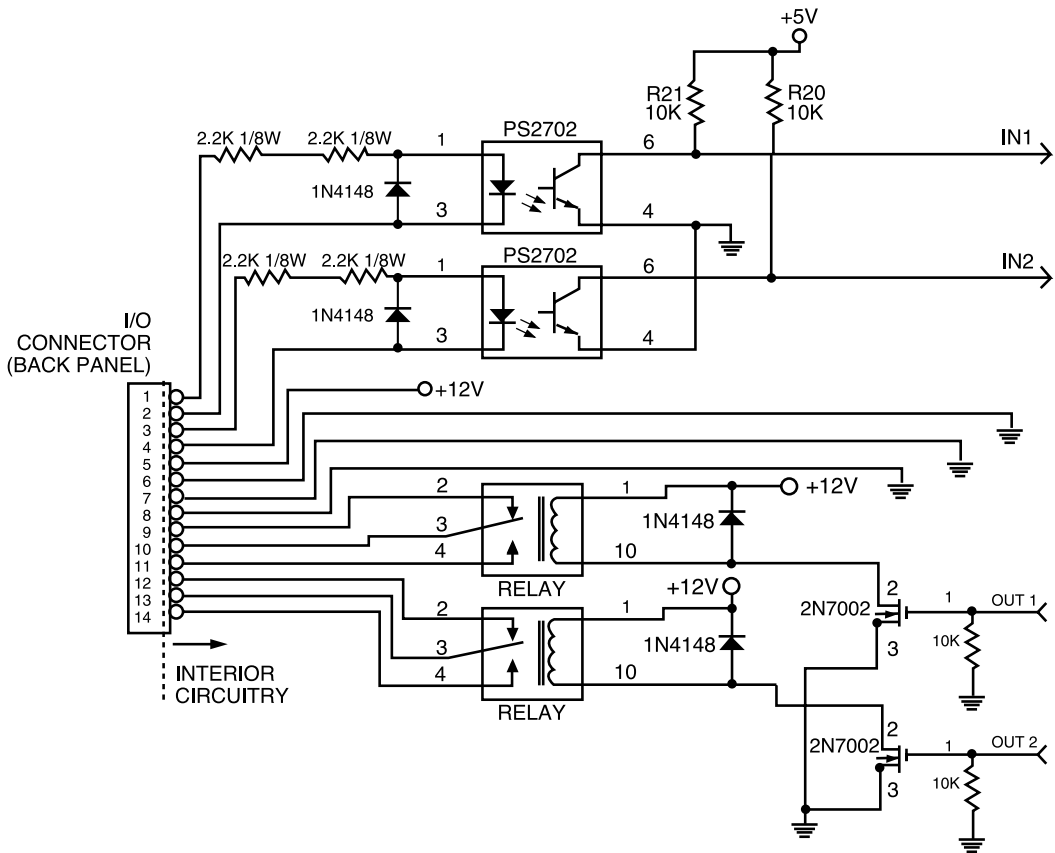 +5V
R21
10K
R20
10K
2.2K 1/8W
2.2K 1/8W
1
PS2702
6
IN1
1N4148
3
4
2.2K 1/8W
2.2K 1/8W
1
PS2702
6
IN2
1N4148
3
4
I/O
CONNECTOR
(BACK PANEL)
1
2
3
4
5
6
7
8
9
10
11
12
13
14
+12V
INTERIOR
CIRCUITRY
2
3
4
1
10
RELAY
+12V
1N4148
2
3
4
1
10
RELAY
+12V
1N4148
2
2N7002
1
OUT 1
3
10K
2
2N7002
1
OUT 2
3
10K